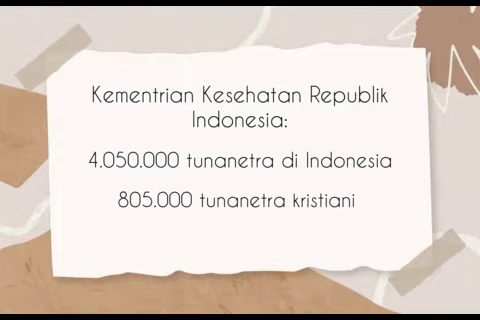 Kementrian Kesehatan Republik
Indonesia:
4.050.000 tunanetra di Indonesia
805.000 tunanetra kristiani